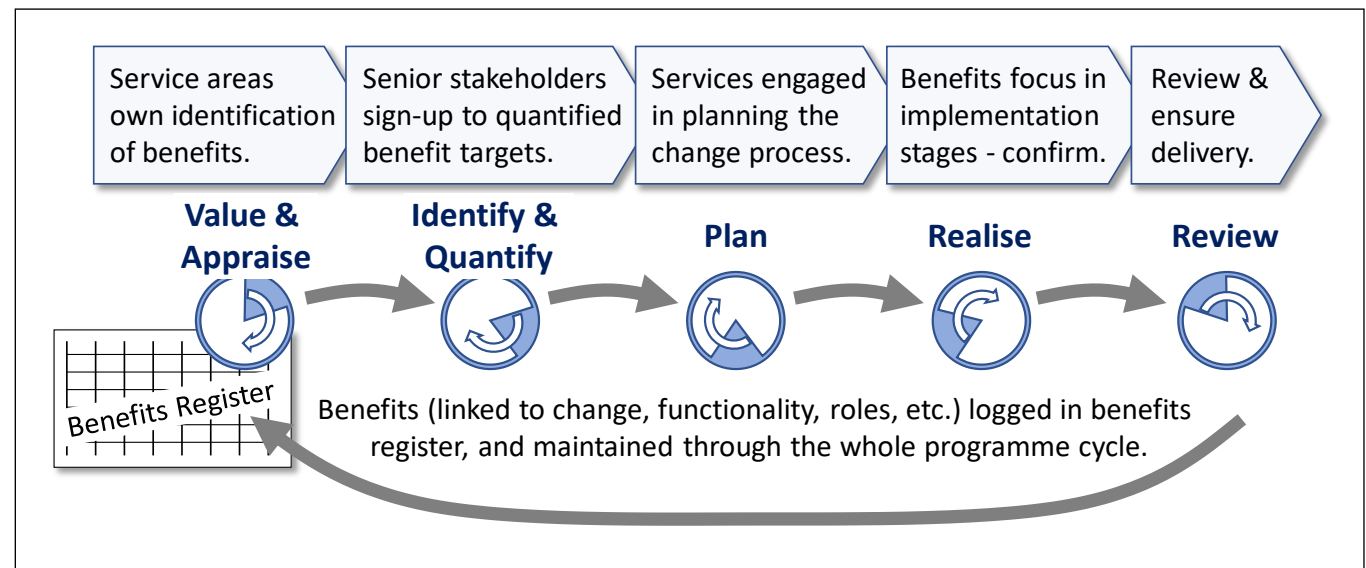 Service areas
own identification
of benefits.
Senior stakeholders
sign-up to quantified
benefit targets.
Services engaged
in planning the
change process.
Benefits focus in
implementation
stages - confirm.
Review &
ensure
delivery.
Value &
Appraise
Identify &
Quantify
Plan
Realise
Review
Benefits Register
Benefits (linked to change, functionality, roles, etc.) logged in benefits
register, and maintained through the whole programme cycle.